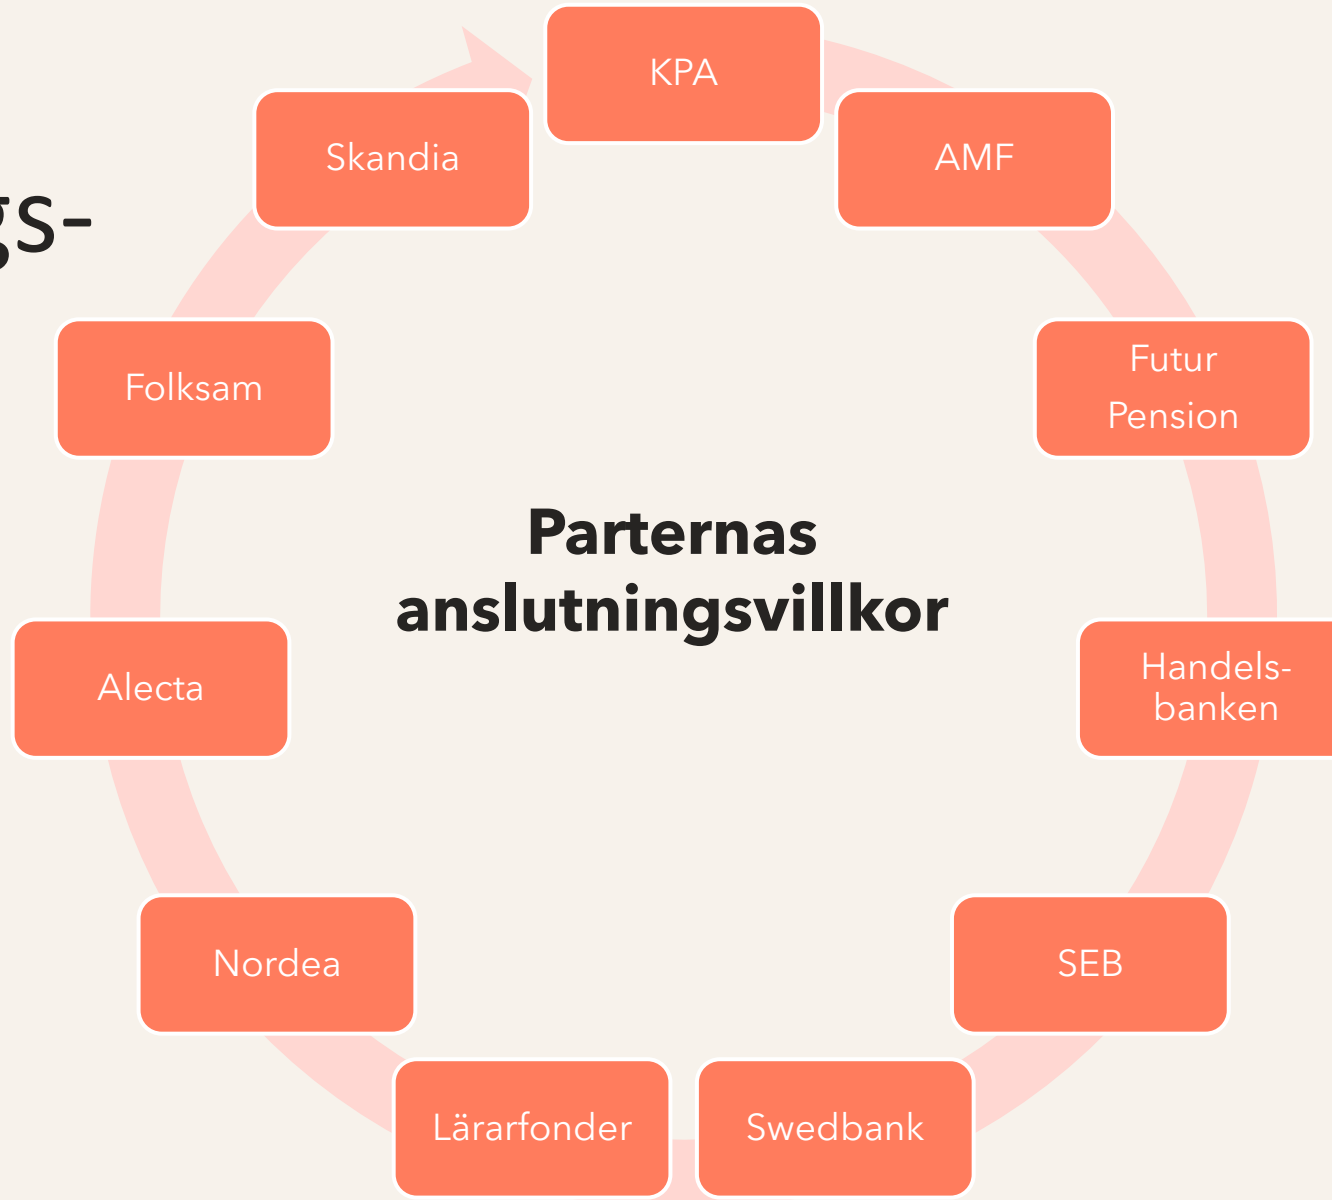 KPA
AMF
Futur
Pension
Handels-
banken
SEB
Swedbank
Lärarfonder
Nordea
Alecta
Folksam
Skandia
gs-
Parternas
anslutningsvillkor